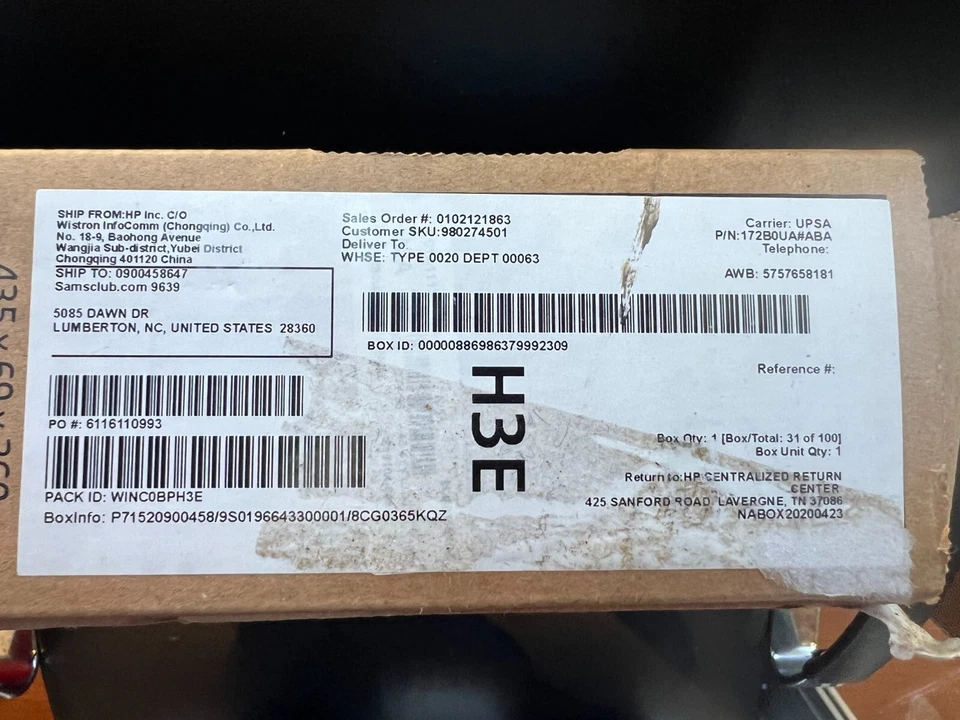 SHIP FROM:HP Inc. C/O
Wistron InfoComm (Chongqing) Co.,Ltd.
No. 18-9, Baohong Avenue
Wangjia Sub-district,Yubei District
Chongqing 401120 China
SHIP TO: 0900458647
Samsclub.com 9639
5085 DAWN DR
LUMBERTON, NC, UNITED STATES 28360
Sales Order #: 0102121863
Customer SKU:980274501
Deliver To
WHSE: TYPE 0020 DEPT 00063
Carrier: UPSA
P/N:172B0UA#ABA
Telephone:
AWB: 5757658181
BOX ID: 00000886986379992309
Reference #:
PO #: 6116110993
H3E
PACK ID: WINC0BPH3E
BoxInfo: P71520900458/9S0196643300001/8CG0365KQZ
Box Qty: 1 [Box/Total: 31 of 100]
Box Unit Qty: 1
Return to:HP CENTRALIZED RETURN
CENTER
425 SANFORD ROAD LAVERGNE, TN 37086
NABOX20200423